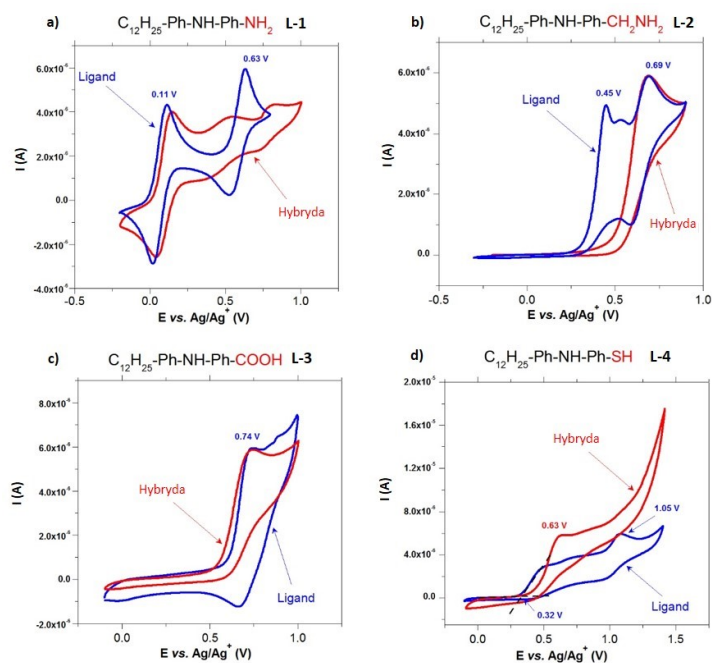 a) C₁₂H₂₅-Ph-NH-Ph-NH₂ L-1
6.0x10⁻⁶
4.0x10⁻⁶
2.0x10⁻⁶
0.0
-2.0x10⁻⁶
-4.0x10⁻⁶
I (A)
Ligand
0.11 V
0.63 V
Hybryda
-0.5 0.0 0.5 1.0
E vs. Ag/Ag⁺ (V)
b) C₁₂H₂₅-Ph-NH-Ph-CH₂NH₂ L-2
6.0x10⁻⁶
4.0x10⁻⁶
2.0x10⁻⁶
0.0
I (A)
0.45 V
0.69 V
Ligand
Hybryda
-0.5 0.0 0.5 1.0
E vs. Ag/Ag⁺ (V)
c) C₁₂H₂₅-Ph-NH-Ph-COOH L-3
8.0x10⁻⁶
6.0x10⁻⁶
4.0x10⁻⁶
2.0x10⁻⁶
0.0
-2.0x10⁻⁶
I (A)
0.74 V
Hybryda
Ligand
0.0 0.5 1.0
E vs. Ag/Ag⁺ (V)
d) C₁₂H₂₅-Ph-NH-Ph-SH L-4
2.0x10⁻⁵
1.6x10⁻⁵
1.2x10⁻⁵
8.0x10⁻⁶
4.0x10⁻⁶
0.0
I (A)
Hybryda
0.63 V
1.05 V
0.32 V
Ligand
0.0 0.5 1.0 1.5
E vs. Ag/Ag⁺ (V)